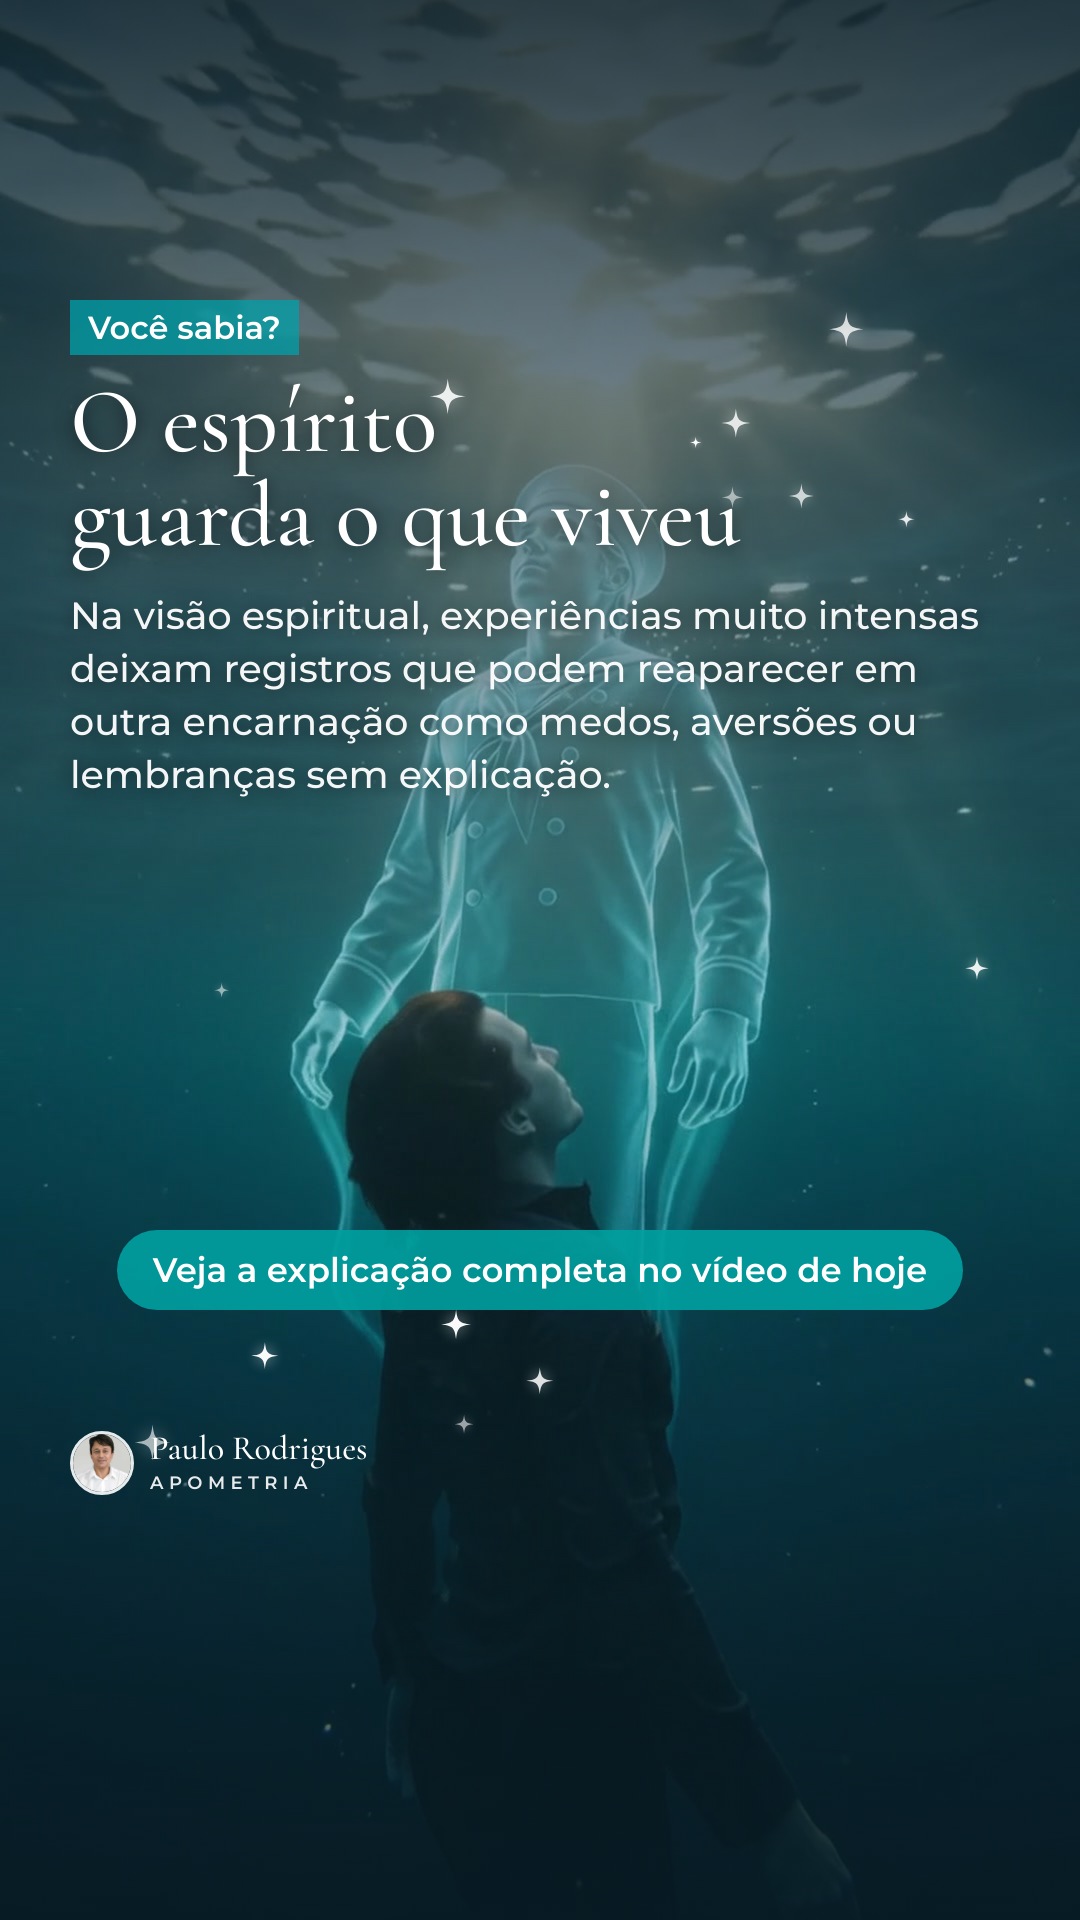 Você sabia?
O espírito
guarda o que viveu
Na visão espiritual, experiências muito intensas
deixam registros que podem reaparecer em
outra encarnação como medos, aversões ou
lembranças sem explicação.
Veja a explicação completa no vídeo de hoje
Paulo Rodrigues
APOMETRIA